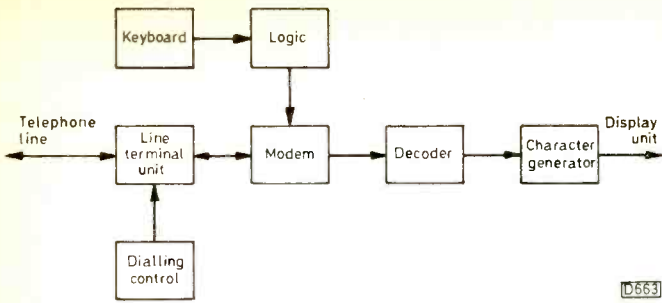 Keyboard
Logic
Telephone
line
Line
terminal
unit
Modem
Decoder
Character
generator
Display
unit
Dialling
control
D663